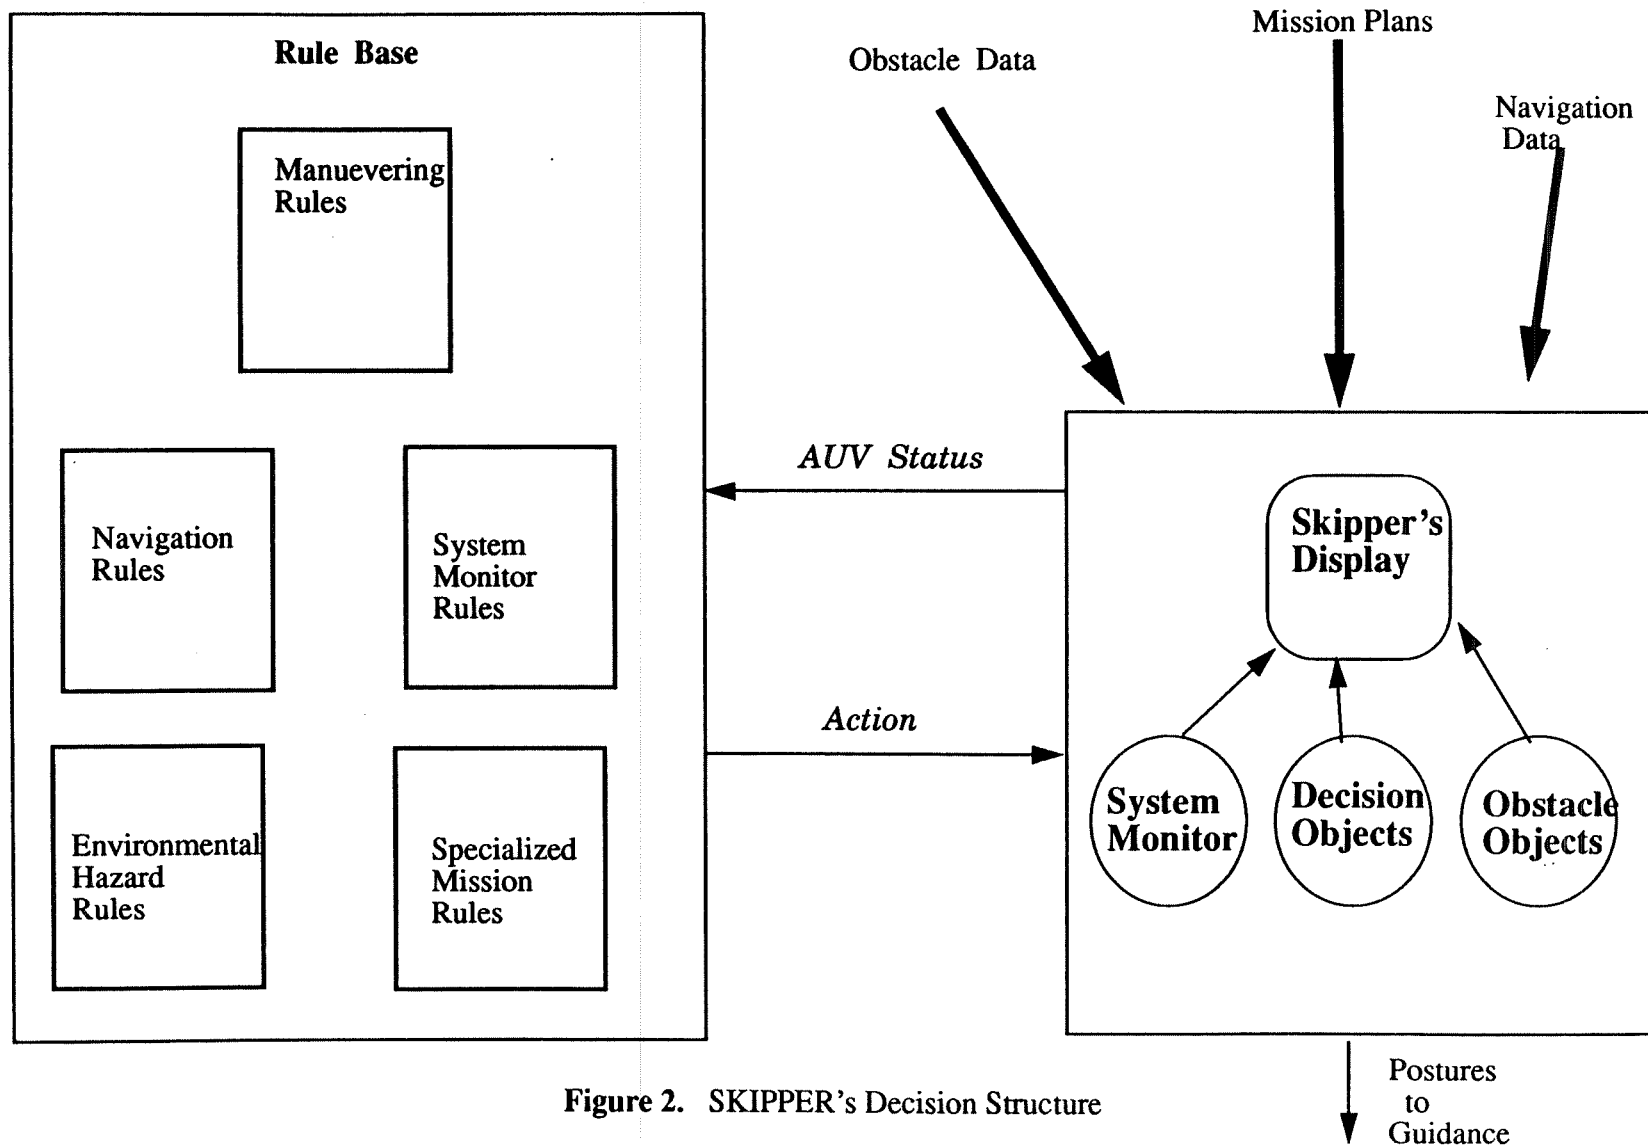 Rule Base
Manuevering
Rules
Navigation
Rules
System
Monitor
Rules
Environmental
Hazard
Rules
Specialized
Mission
Rules
Obstacle Data
Mission Plans
Navigation
Data
AUV Status
Action
Skipper's
Display
System
Monitor
Decision
Objects
Obstacle
Objects
Postures
to
Guidance
Figure 2. SKIPPER's Decision Structure